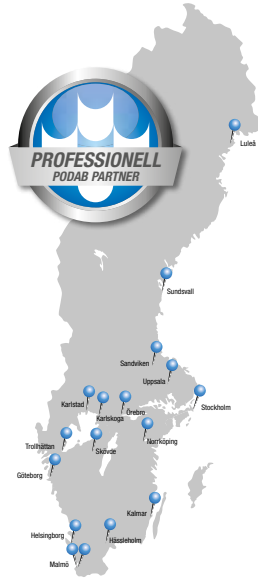 PROFESSIONELL
PODAB PARTNER
Luleå
Sundsvall
Sandviken
Uppsala
Stockholm
Karlstad
Karlskoga
Örebro
Norrköping
Trollhättan
Skövde
Göteborg
Kalmar
Helsingborg
Hässleholm
Malmö